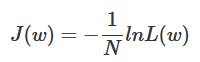 J(w) = -\frac{1}{N} lnL(w)